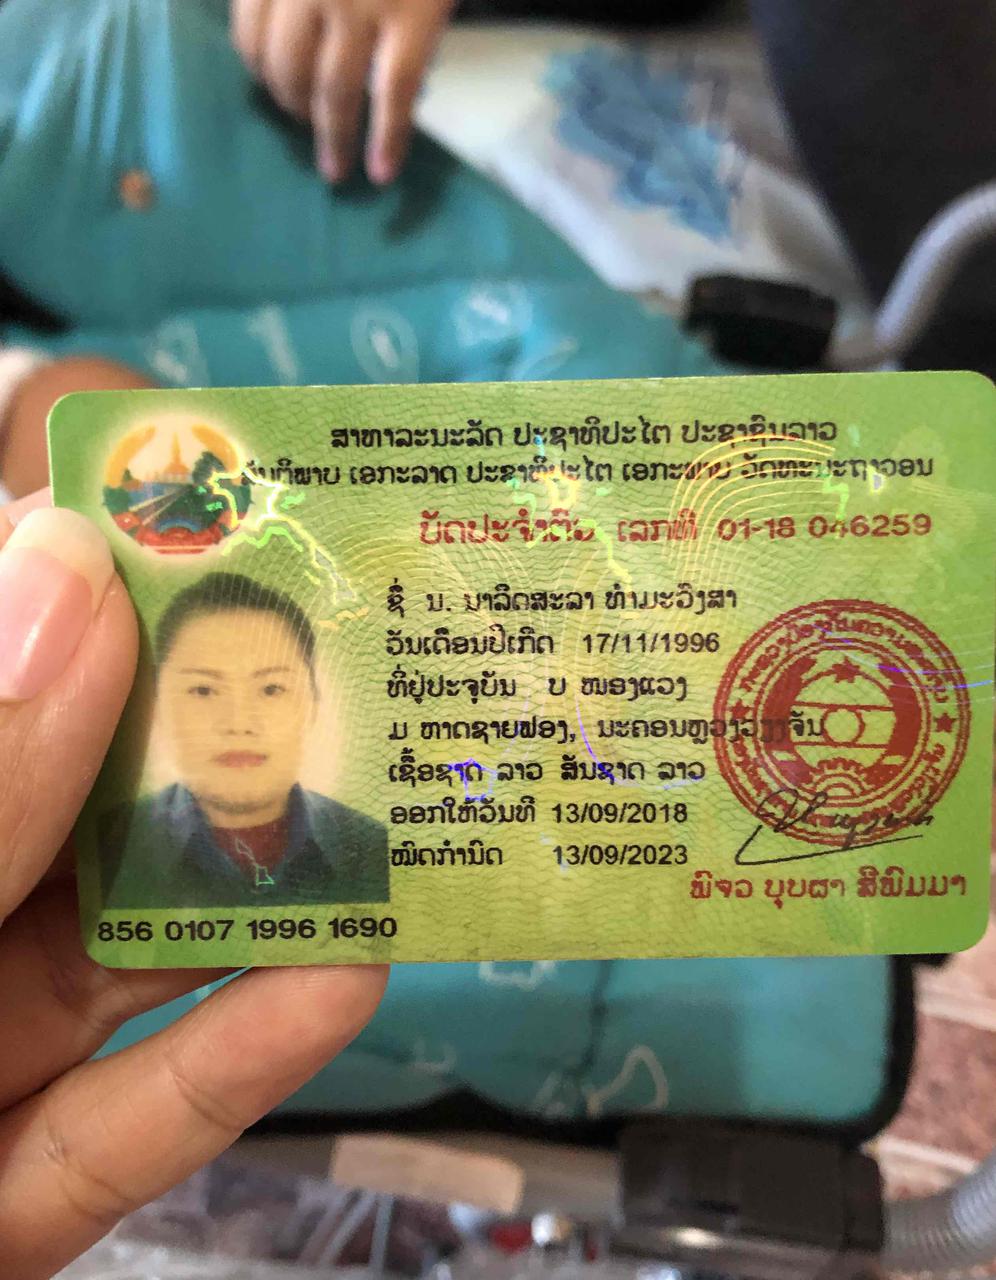 ສາທາລະນະລັດ ປະຊາທິປະໄຕ ປະຊາຊົນລາວ
ສັນຕິພາບ ເອກະລາດ ປະຊາທິປະໄຕ ເອກະພາບ ວັດທະນະຖາວອນ
ບັດປະຈຳຕົວ ເລກທີ 01-18 046259
ຊື່ ນ. ມາລິດສະລາ ທຳມະວົງສາ
ວັນເດືອນປີເກີດ 17/11/1996
ທີ່ຢູ່ປະຈຸບັນ ບ ໜອງແວງ
ມ ຫາດຊາຍຟອງ, ນະຄອນຫຼວງວຽງຈັນ
ເຊື້ອຊາດ ລາວ ສັນຊາດ ລາວ
ອອກໃຫ້ວັນທີ 13/09/2018
ໝົດກຳນົດ 13/09/2023
ພົຈວ ບຸບຜາ ສີພົມມາ
856 0107 1996 1690